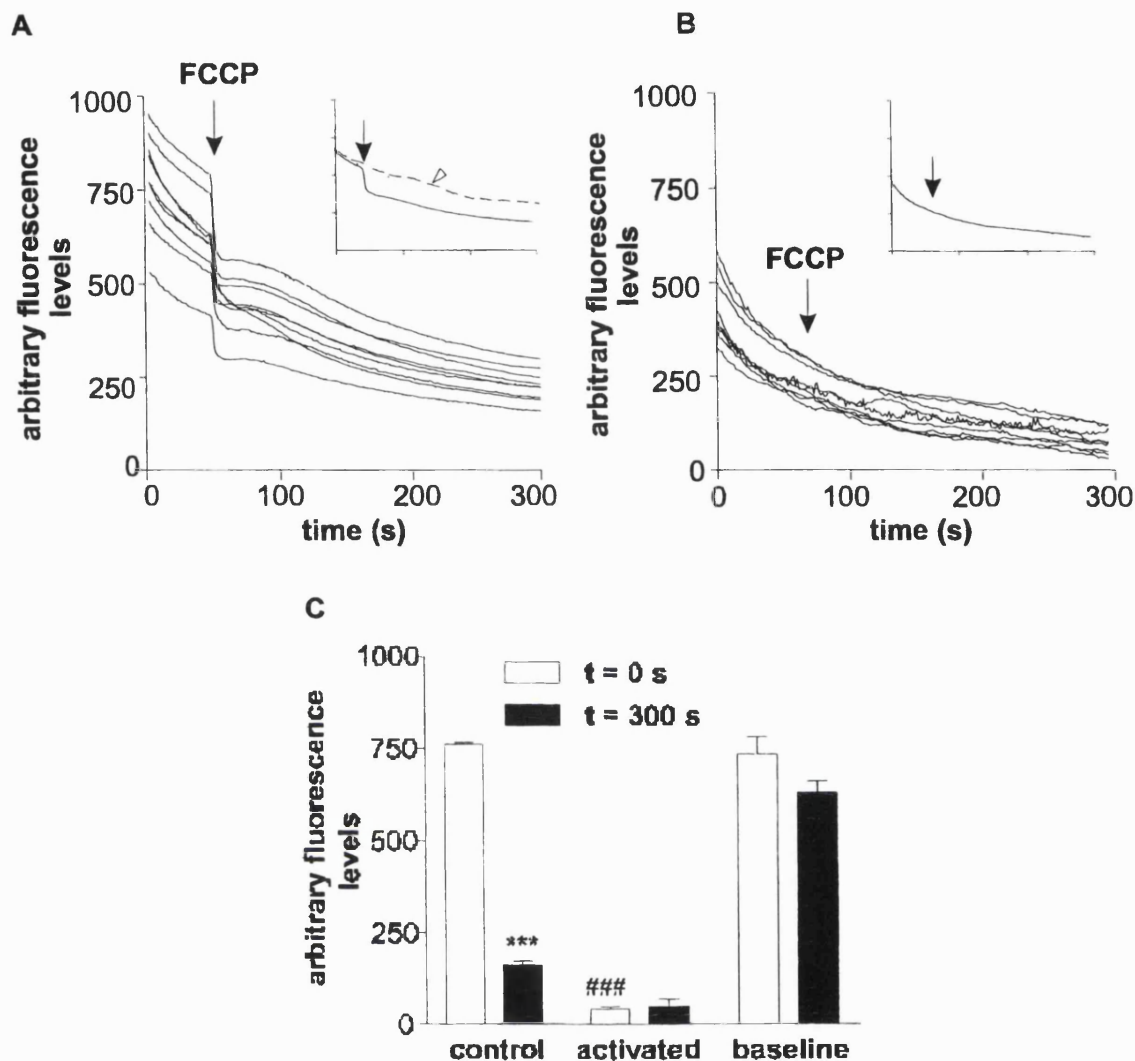 A
B
FCCP
1000
750
500
250
0
arbitrary fluorescence
levels
0
100
200
300
time (s)
1000
750
500
250
0
arbitrary fluorescence
levels
FCCP
0
100
200
300
time (s)
C
1000
750
500
250
0
arbitrary fluorescence
levels
t = 0 s
t = 300 s
***
###
control
activated
baseline